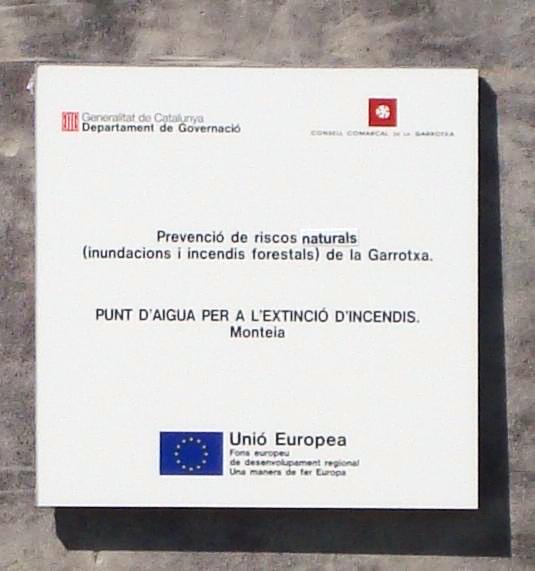 Generalitat de Catalunya
Departament de Governació
CONSELL COMARCAL DE LA GARROTXA
Prevenció de riscos naturals
(inundacions i incendis forestals) de la Garrotxa.
PUNT D'AIGUA PER A L'EXTINCIÓ D'INCENDIS.
Monteia
Unió Europea
Fons europeu
de desenvolupament regional
Una manera de fer Europa